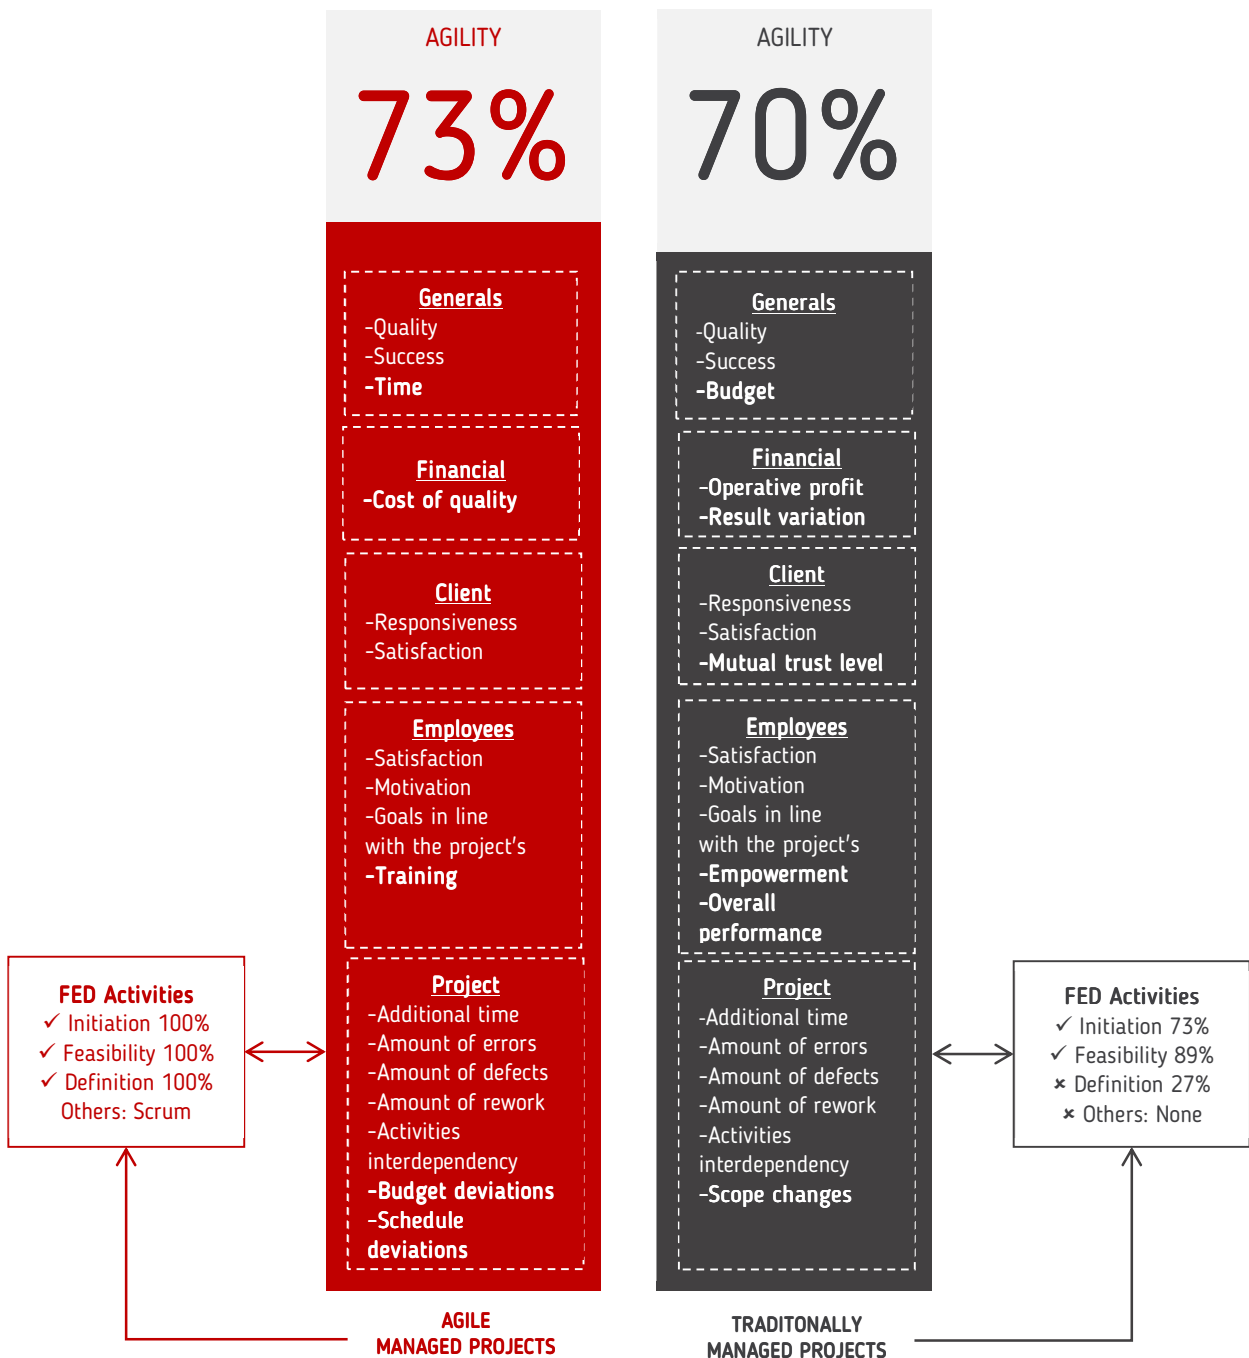 AGILITY
73%
Generals
-Quality
-Success
-Time
Financial
-Cost of quality
Client
-Responsiveness
-Satisfaction
Employees
-Satisfaction
-Motivation
-Goals in line
with the project's
-Training
Project
-Additional time
-Amount of errors
-Amount of defects
-Amount of rework
-Activities
interdependency
-Budget deviations
-Schedule
deviations
AGILE
MANAGED PROJECTS
FED Activities
✓ Initiation 100%
✓ Feasibility 100%
✓ Definition 100%
Others: Scrum
AGILITY
70%
Generals
-Quality
-Success
-Budget
Financial
-Operative profit
-Result variation
Client
-Responsiveness
-Satisfaction
-Mutual trust level
Employees
-Satisfaction
-Motivation
-Goals in line
with the project's
-Empowerment
-Overall
performance
Project
-Additional time
-Amount of errors
-Amount of defects
-Amount of rework
-Activities
interdependency
-Scope changes
TRADITONALLY
MANAGED PROJECTS
FED Activities
✓ Initiation 73%
✓ Feasibility 89%
× Definition 27%
× Others: None